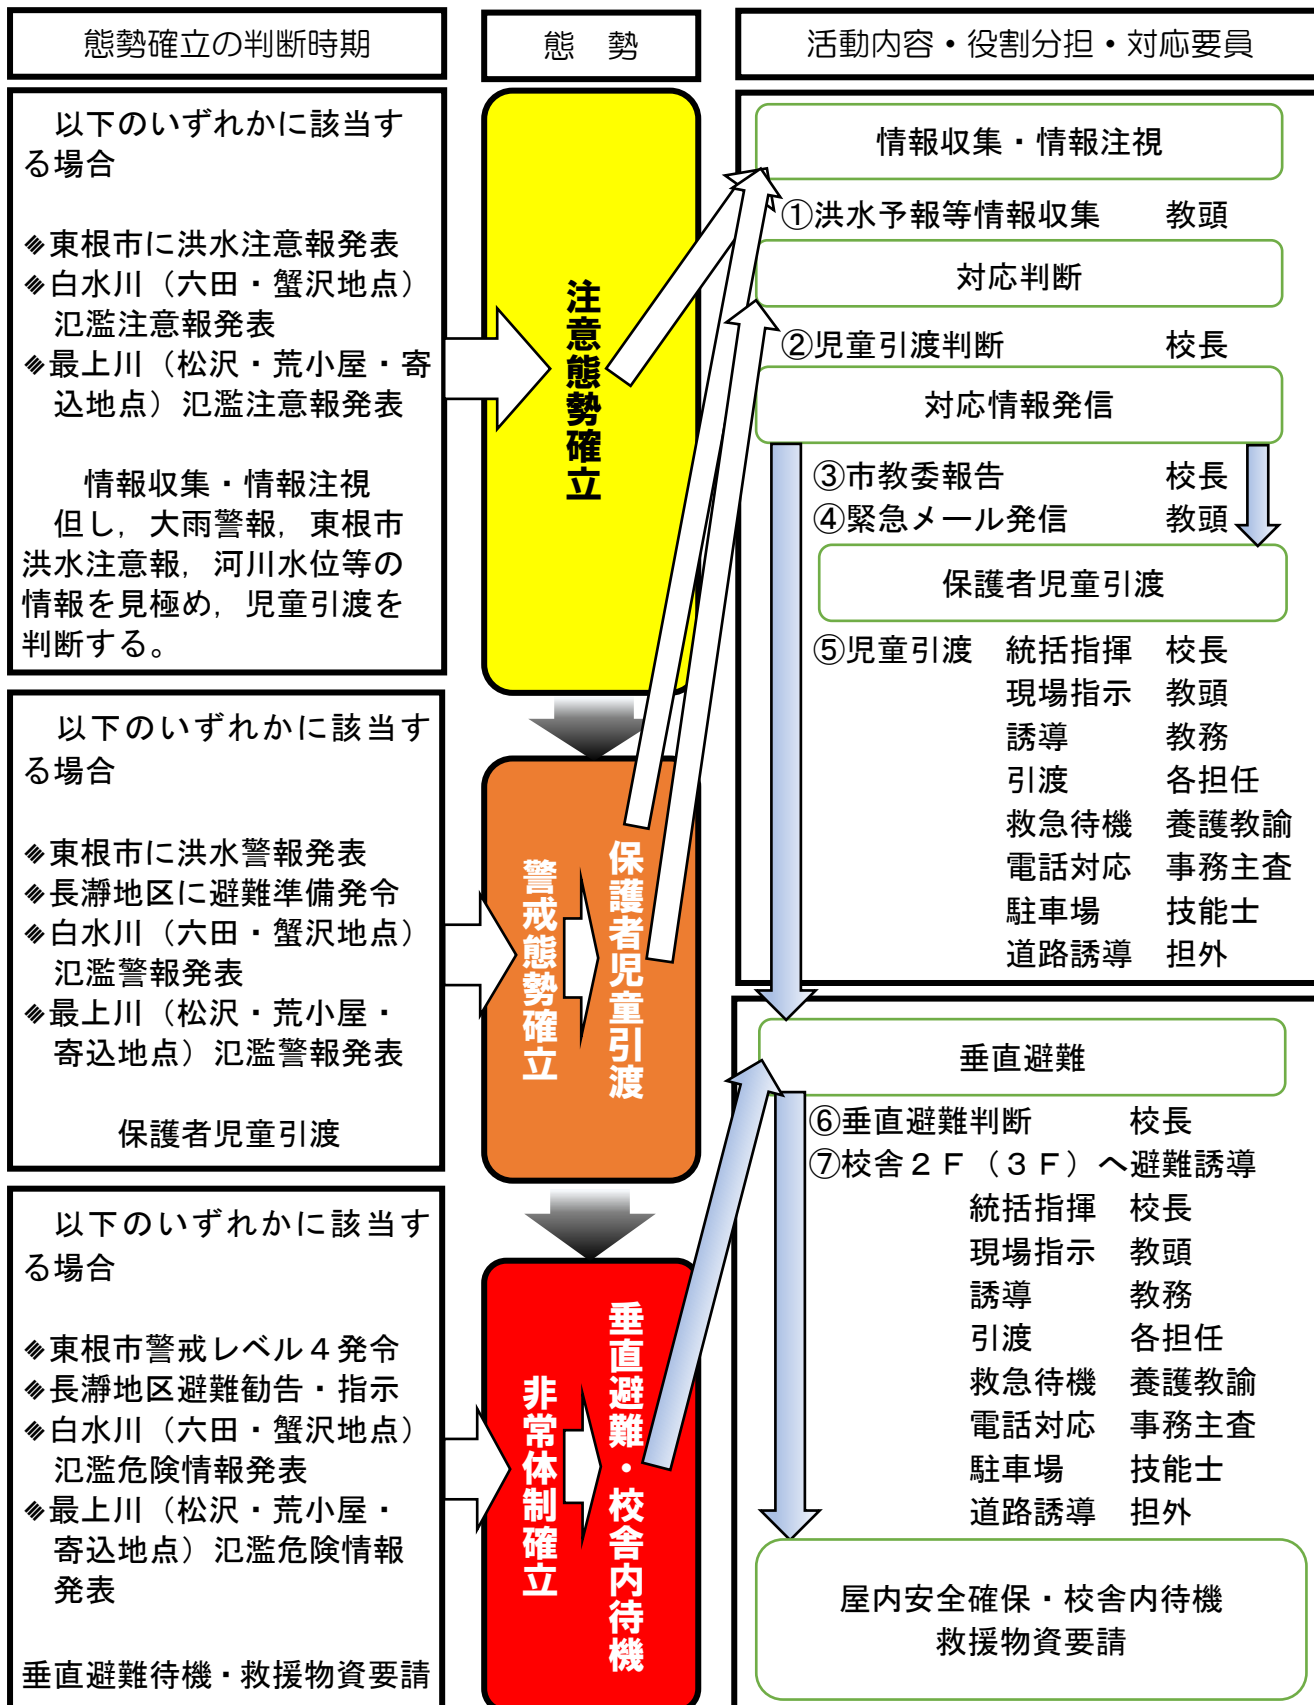 態勢確立の判断時期
態　勢
活動内容・役割分担・対応要員
以下のいずれかに該当す
る場合
東根市に洪水注意報発表
白水川（六田・蟹沢地点）
氾濫注意報発表
最上川（松沢・荒小屋・寄
込地点）氾濫注意報発表
情報収集・情報注視
但し，大雨警報，東根市
洪水注意報，河川水位等の
情報を見極め，児童引渡を
判断する。
注意態勢確立
情報収集・情報注視
①洪水予報等情報収集　　教頭
対応判断
②児童引渡判断　　校長
対応情報発信
③市教委報告　　校長
④緊急メール発信　　教頭
保護者児童引渡
⑤児童引渡　統括指揮　校長
現場指示　教頭
誘導　教務
引渡　各担任
救急待機　養護教諭
電話対応　事務主査
駐車場　技能士
道路誘導　担外
以下のいずれかに該当す
る場合
東根市に洪水警報発表
長瀞地区に避難準備発令
白水川（六田・蟹沢地点）
氾濫警報発表
最上川（松沢・荒小屋・
寄込地点）氾濫警報発表
保護者児童引渡
警戒態勢確立
保護者児童引渡
以下のいずれかに該当す
る場合
東根市警戒レベル４発令
長瀞地区避難勧告・指示
白水川（六田・蟹沢地点）
氾濫危険情報発表
最上川（松沢・荒小屋・
寄込地点）氾濫危険情報
発表
垂直避難待機・救援物資要請
非常体制確立
垂直避難・校舎内待機
垂直避難
⑥垂直避難判断　　校長
⑦校舎２Ｆ（３Ｆ）へ避難誘導
統括指揮　校長
現場指示　教頭
誘導　教務
引渡　各担任
救急待機　養護教諭
電話対応　事務主査
駐車場　技能士
道路誘導　担外
屋内安全確保・校舎内待機
救援物資要請